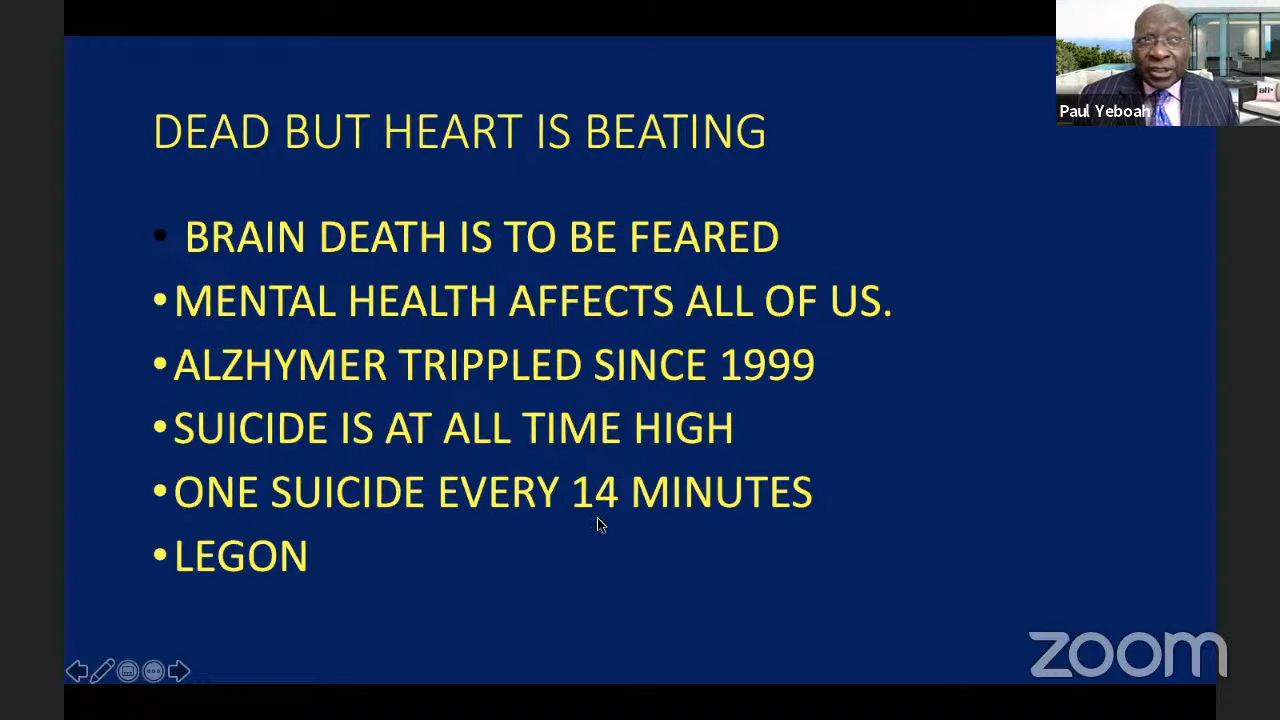 Paul Yeboah
DEAD BUT HEART IS BEATING
• BRAIN DEATH IS TO BE FEARED
• MENTAL HEALTH AFFECTS ALL OF US.
• ALZHYMER TRIPPLED SINCE 1999
• SUICIDE IS AT ALL TIME HIGH
• ONE SUICIDE EVERY 14 MINUTES
• LEGON
zoom